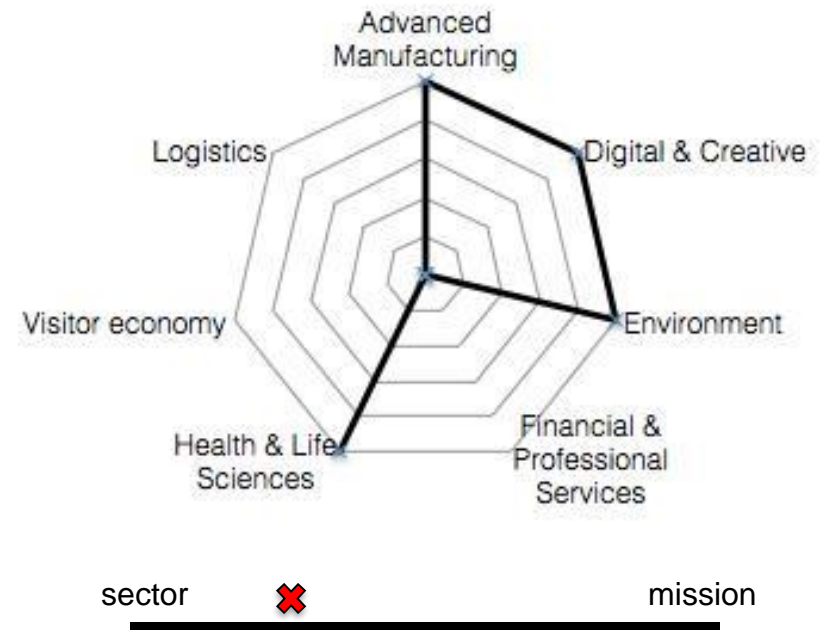 Advanced
Manufacturing
Logistics
Digital & Creative
Visitor economy
Environment
Health & Life
Sciences
Financial &
Professional
Services
sector
mission